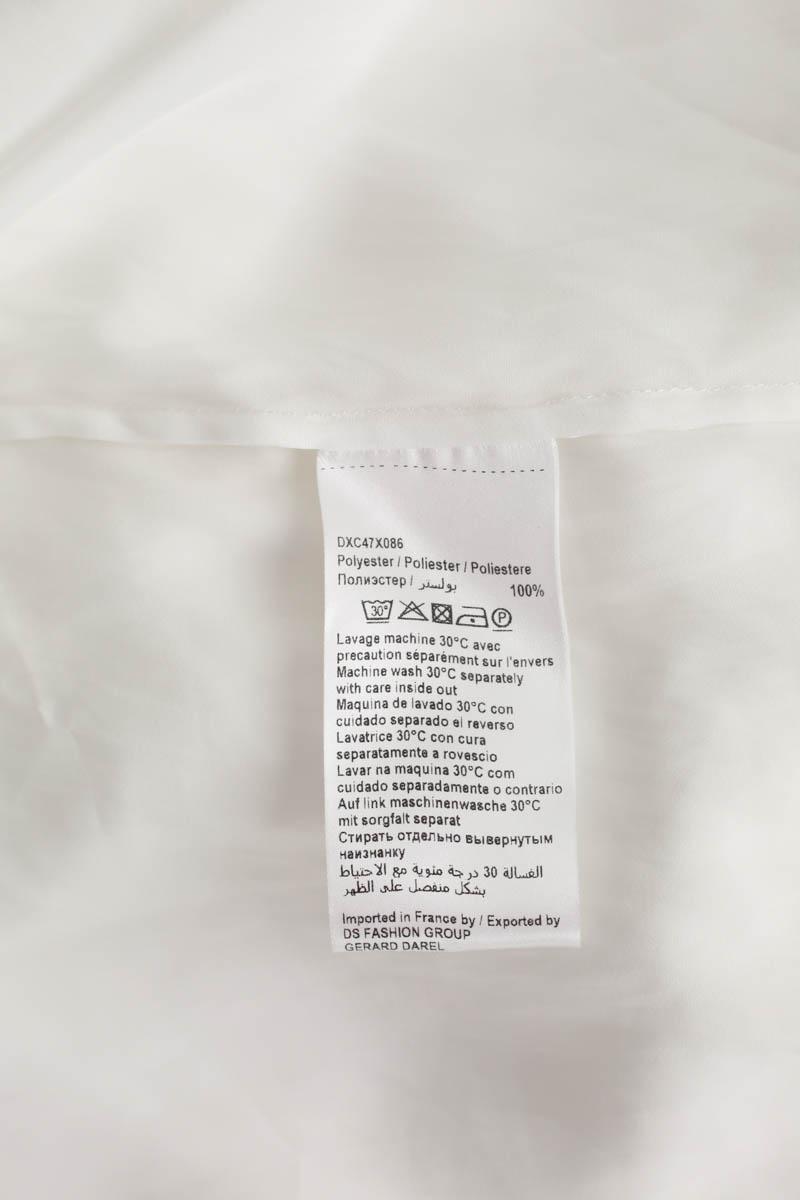 DXC47X086
Polyester / Poliester / Poliestere
Полиэстер / بولستر 100%
30° P
Lavage machine 30°C avec
precaution séparément sur l'envers
Machine wash 30°C separately
with care inside out
Maquina de lavado 30°C con
cuidado separado el reverso
Lavatrice 30°C con cura
separatamente a rovescio
Lavar na maquina 30°C com
cuidado separadamente o contrario
Auf link maschinenwasche 30°C
mit sorgfalt separat
Стирать отдельно вывернутым
наизнанку
الغسالة 30 درجة مئوية مع الاحتياط
بشكل منفصل على الظهر
Imported in France by / Exported by
DS FASHION GROUP
GERARD DAREL